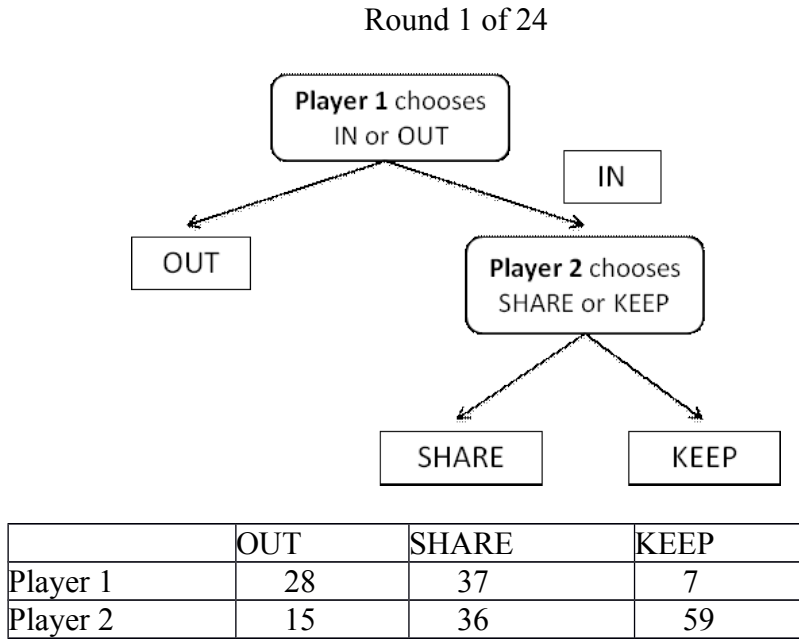 Round 1 of 24
Player 1 chooses
IN or OUT
IN
OUT
Player 2 chooses
SHARE or KEEP
SHARE
KEEP
OUT SHARE KEEP
Player 1 28 37 7
Player 2 15 36 59